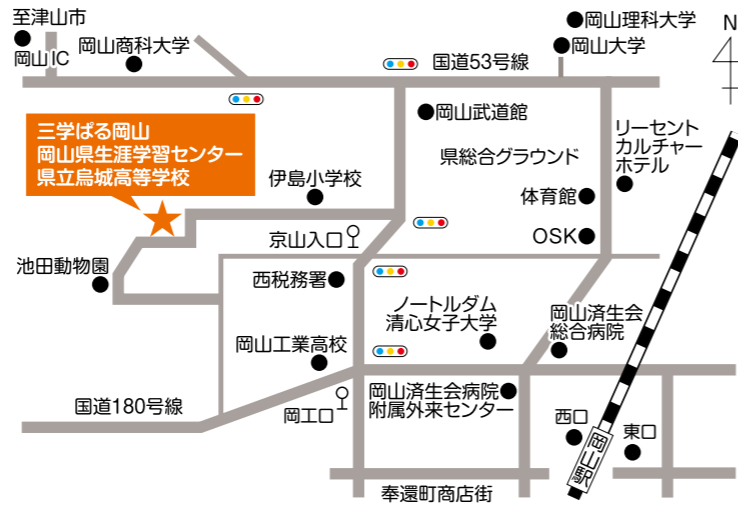 至津山市
岡山IC
岡山商科大学
国道53号線
岡山理科大学
岡山大学
N
三学ぱる岡山
岡山県生涯学習センター
県立烏城高等学校
岡山武道館
県総合グラウンド
リーセント
カルチャー
ホテル
伊島小学校
体育館
京山入口
OSK
池田動物園
西税務署
ノートルダム
清心女子大学
岡山済生会
総合病院
岡山工業高校
国道180号線
岡工口
岡山済生会病院
附属外来センター
西口
岡山駅
東口
奉還町商店街